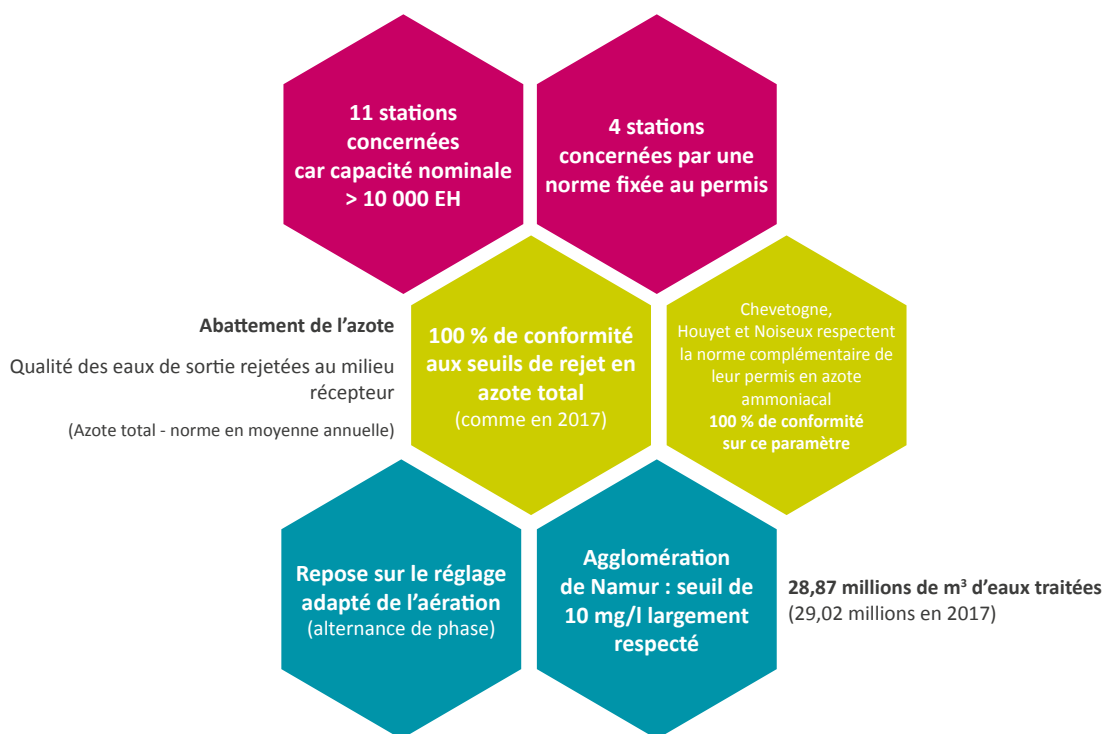 11 stations
concernées
car capacité nominale
> 10 000 EH
4 stations
concernées par une
norme fixée au permis
Abattement de l’azote
Qualité des eaux de sortie rejetées au milieu
récepteur
(Azote total - norme en moyenne annuelle)
100 % de conformité
aux seuils de rejet en
azote total
(comme en 2017)
Chevetogne,
Houyet et Noiseux respectent
la norme complémentaire de
leur permis en azote
ammoniacal
100 % de conformité
sur ce paramètre
Repose sur le réglage
adapté de l’aération
(alternance de phase)
Agglomération
de Namur : seuil de
10 mg/l largement
respecté
28,87 millions de m³ d’eaux traitées
(29,02 millions en 2017)